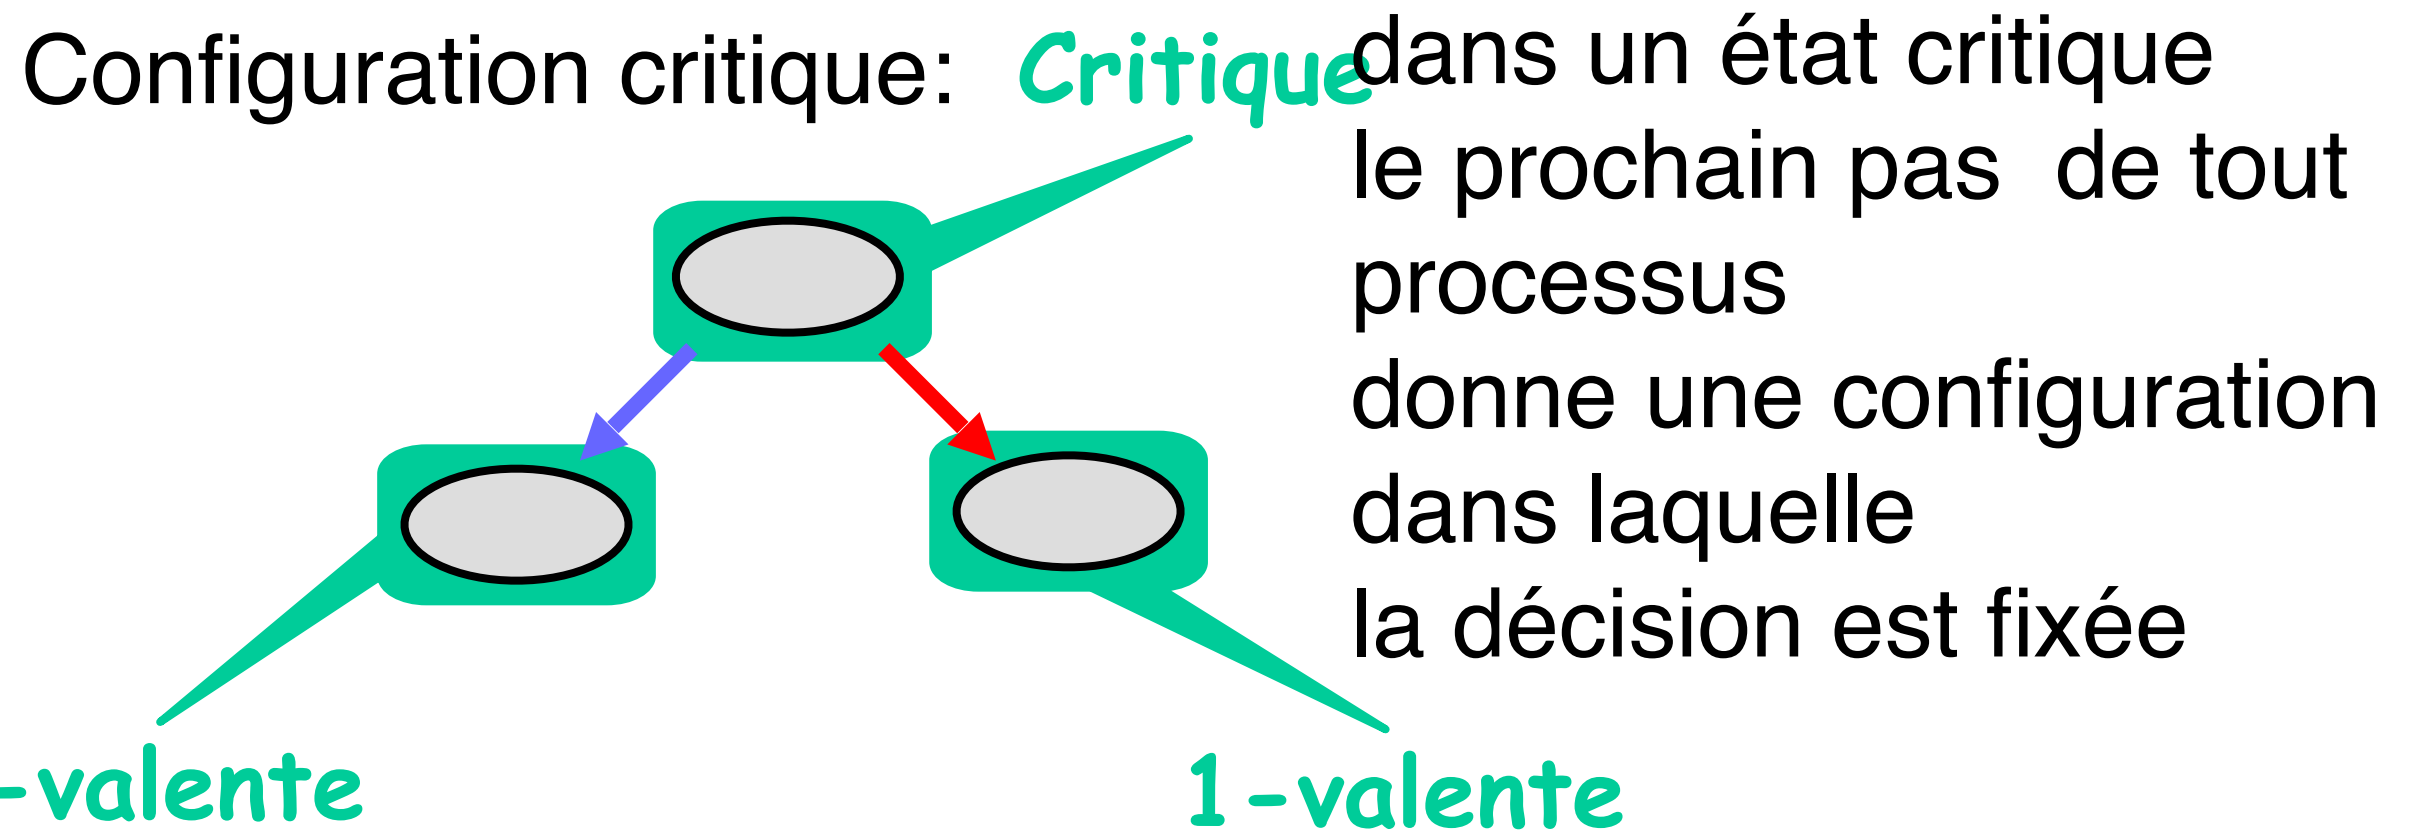 Configuration critique:
Critique
dans un état critique
le prochain pas de tout
processus
donne une configuration
dans laquelle
la décision est fixée
-valente
1-valente